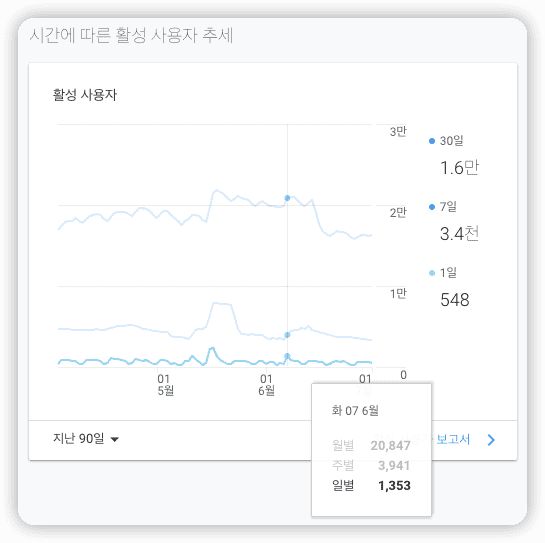 시간에 따른 활성 사용자 추세
활성 사용자
3만
2만
1만
0
30일
1.6만
7일
3.4천
1일
548
01
5월
01
6월
01
지난 90일
보고서
화 07 6월
월별 20,847
주별 3,941
일별 1,353